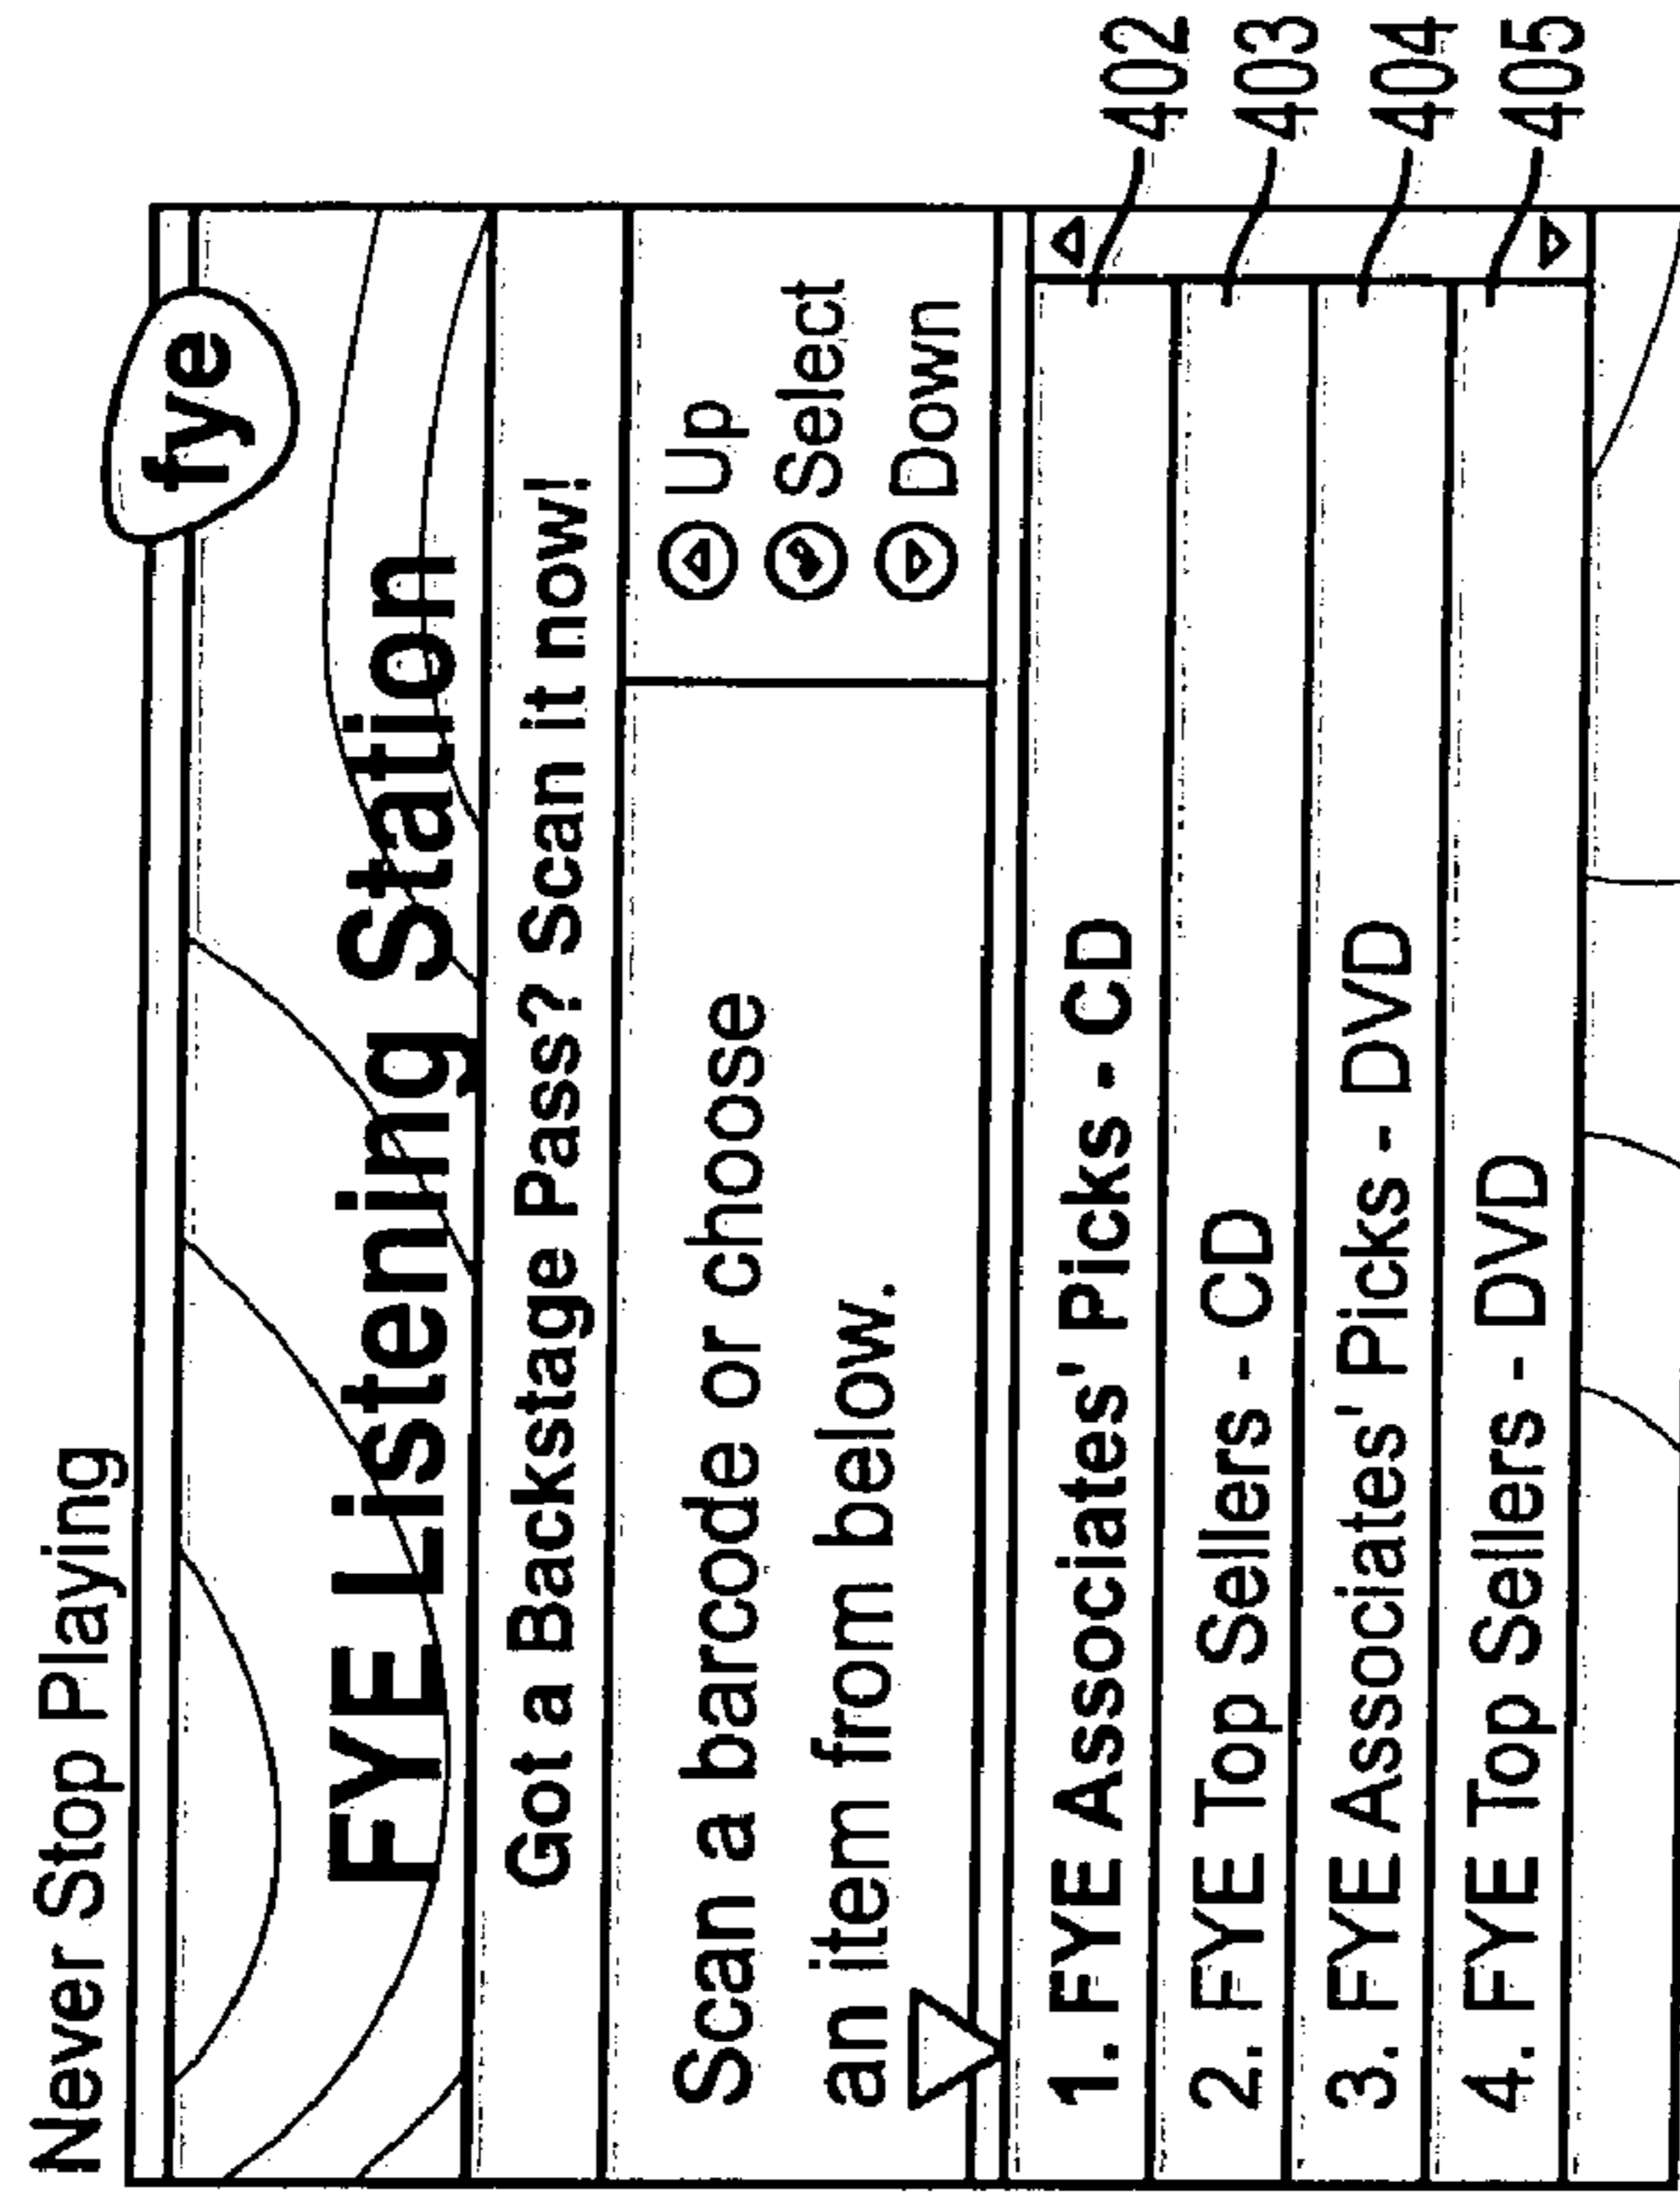 Never Stop Playing
fye
FYE Listening Station
Got a Backstage Pass? Scan it now!
Scan a barcode or choose
an item from below.
Up
Select
Down
1. FYE Associates' Picks - CD
402
2. FYE Top Sellers - CD
403
3. FYE Associates' Picks - DVD
404
4. FYE Top Sellers - DVD
405